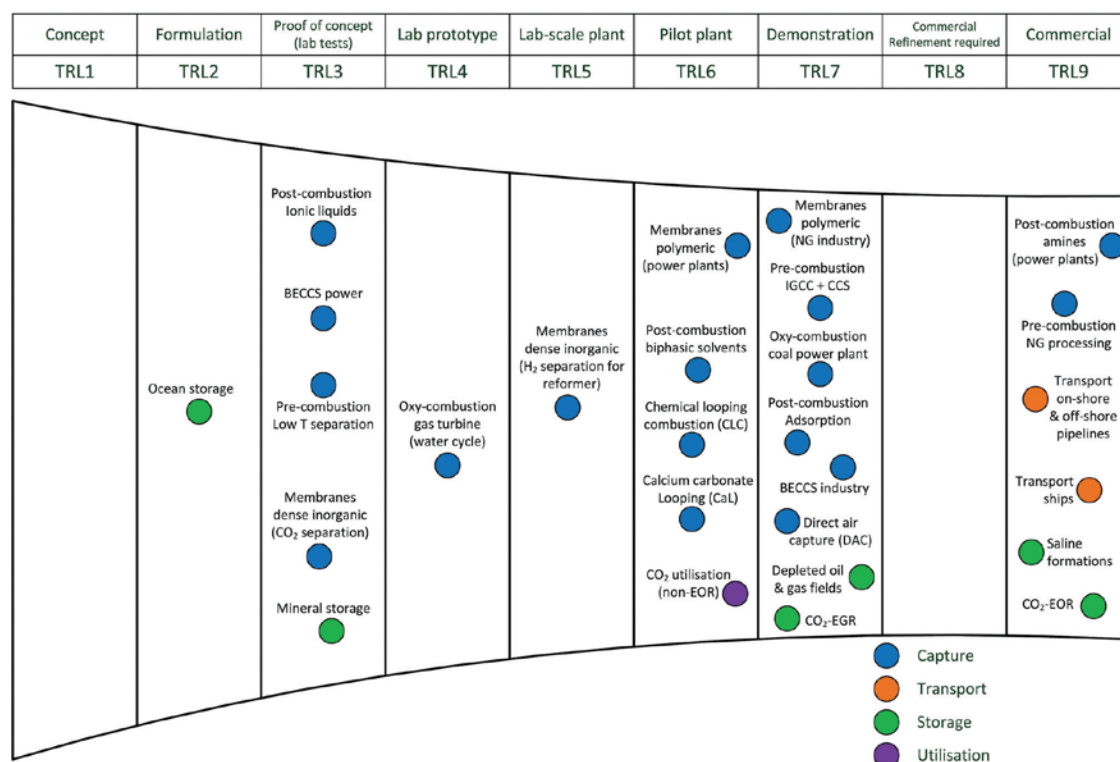 Concept
Formulation
Proof of concept
(lab tests)
Lab prototype
Lab-scale plant
Pilot plant
Demonstration
Commercial
Refinement required
Commercial
TRL1
TRL2
TRL3
TRL4
TRL5
TRL6
TRL7
TRL8
TRL9
Ocean storage
Post-combustion
Ionic liquids
BECCS power
Pre-combustion
Low T separation
Membranes
dense inorganic
(CO₂ separation)
Mineral storage
Oxy-combustion
gas turbine
(water cycle)
Membranes
dense inorganic
(H₂ separation for
reformer)
Membranes
polymeric
(power plants)
Post-combustion
biphasic solvents
Chemical looping
combustion (CLC)
Calcium carbonate
Looping (CaL)
CO₂ utilisation
(non-EOR)
Membranes
polymeric
(NG industry)
Pre-combustion
IGCC + CCS
Oxy-combustion
coal power plant
Post-combustion
Adsorption
BECCS industry
Direct air
capture (DAC)
Depleted oil
& gas fields
CO₂-EGR
Post-combustion
amines
(power plants)
Pre-combustion
NG processing
Transport
on-shore
& off-shore
pipelines
Transport
ships
Saline
formations
CO₂-EOR
Capture
Transport
Storage
Utilisation